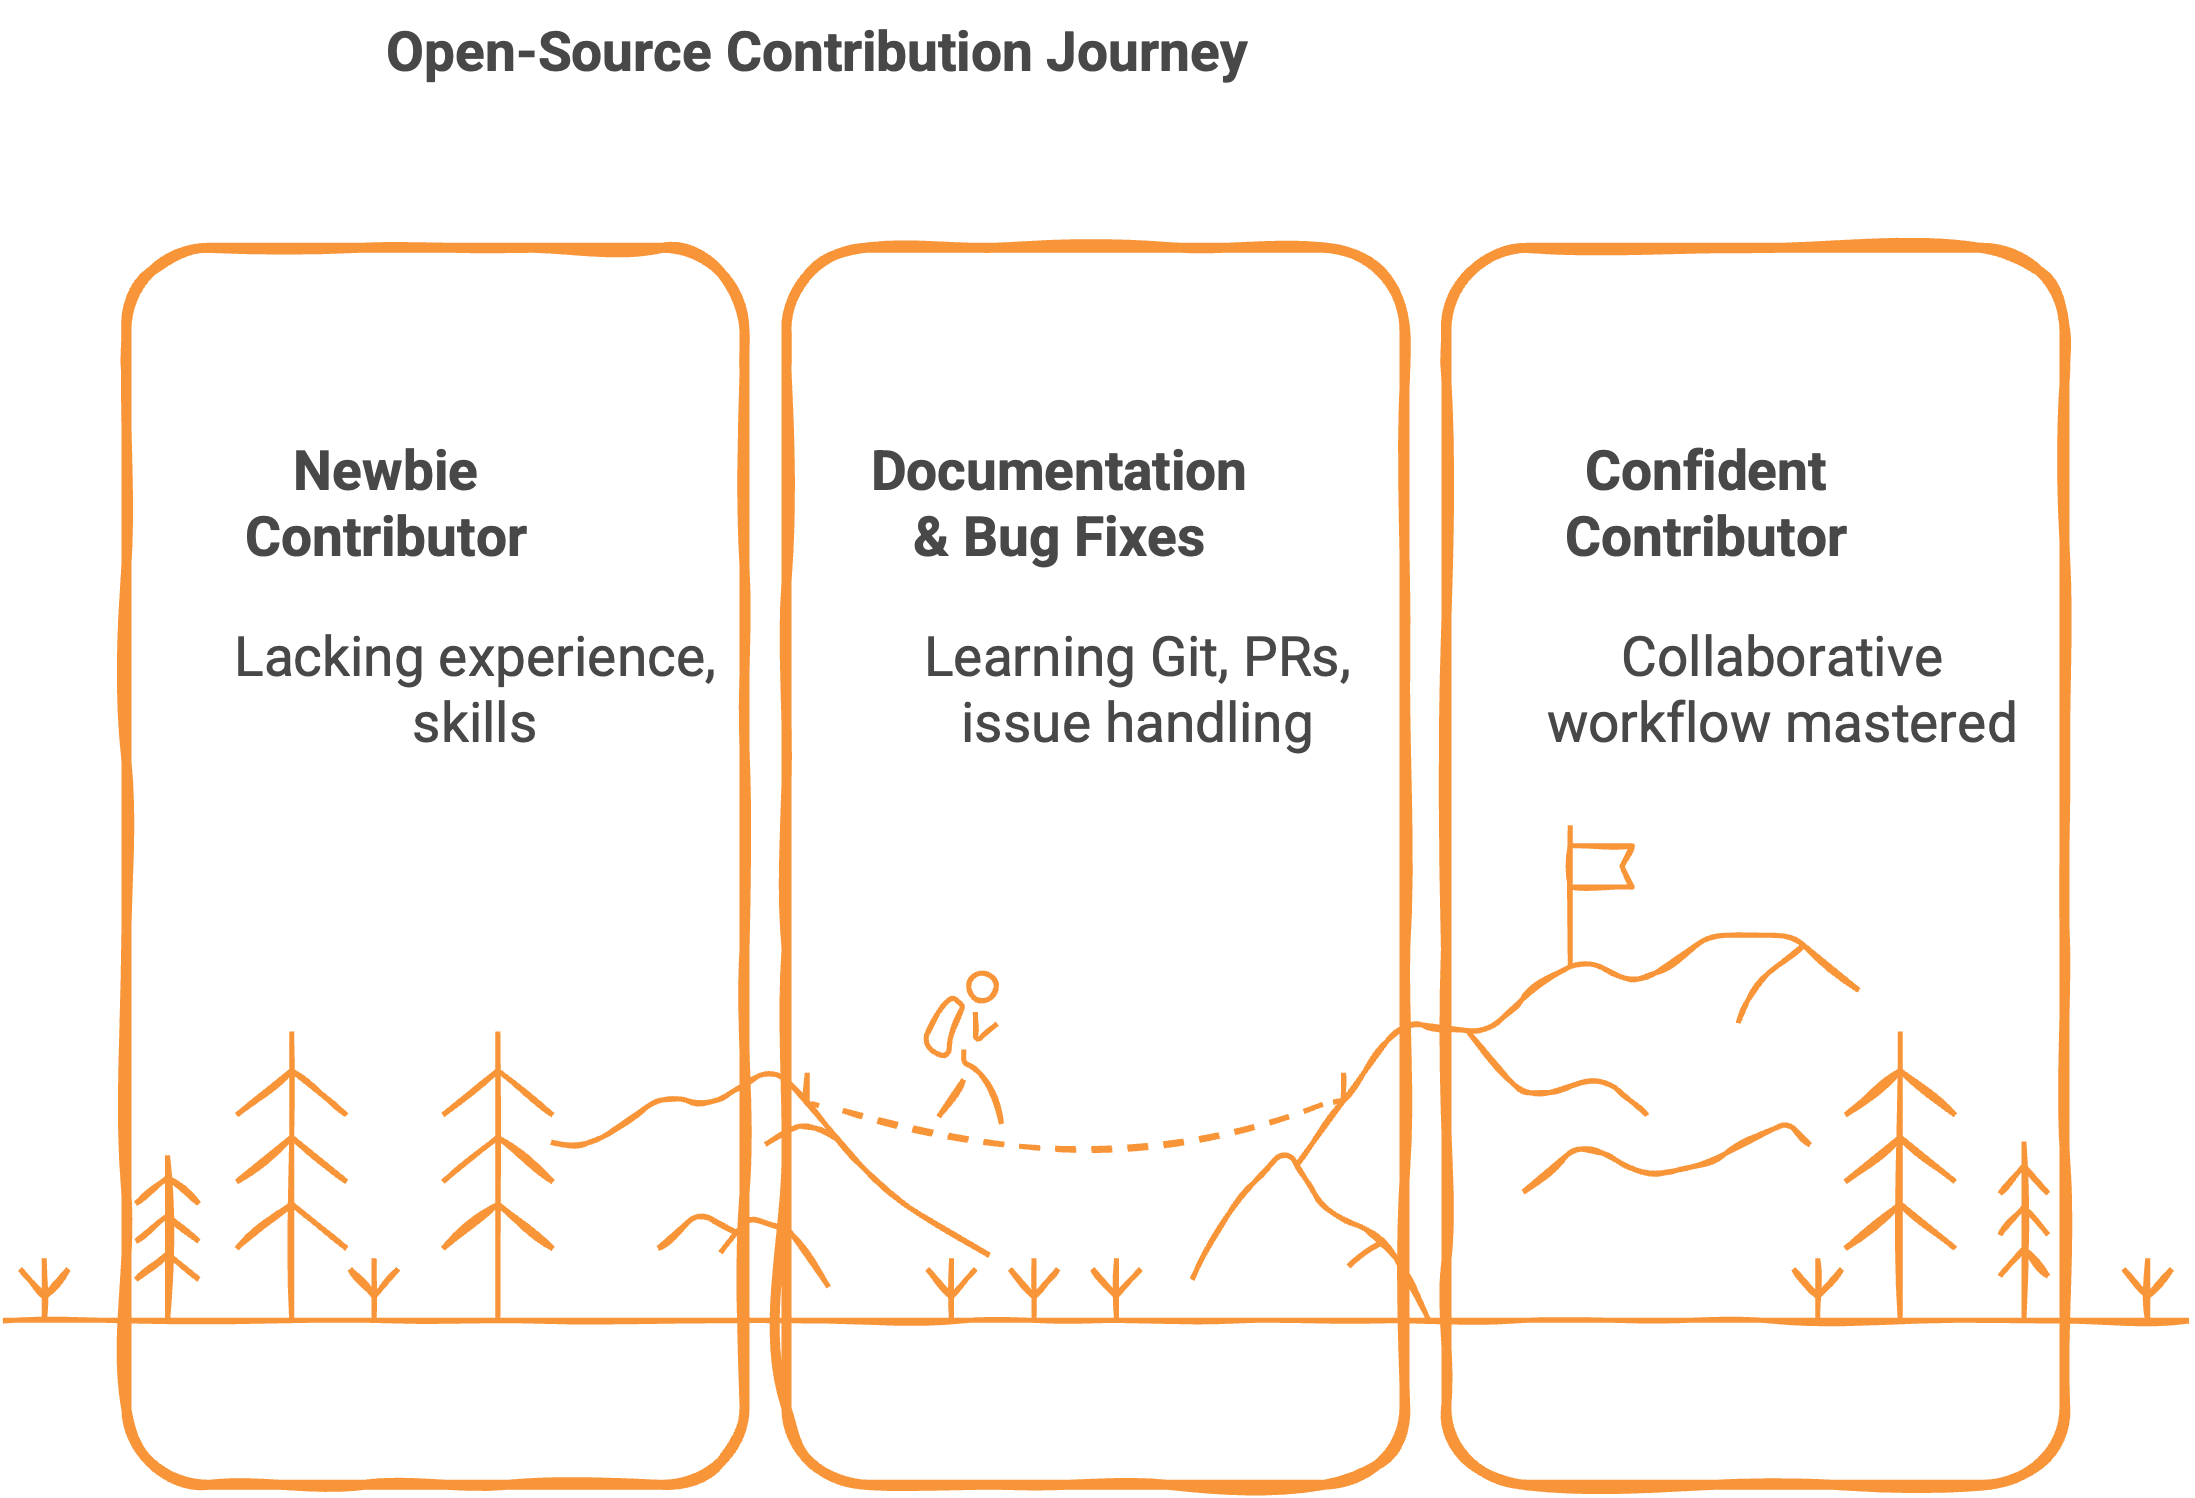 Open-Source Contribution Journey
Newbie
Contributor
Lacking experience,
skills
Documentation
& Bug Fixes
Learning Git, PRs,
issue handling
Confident
Contributor
Collaborative
workflow mastered